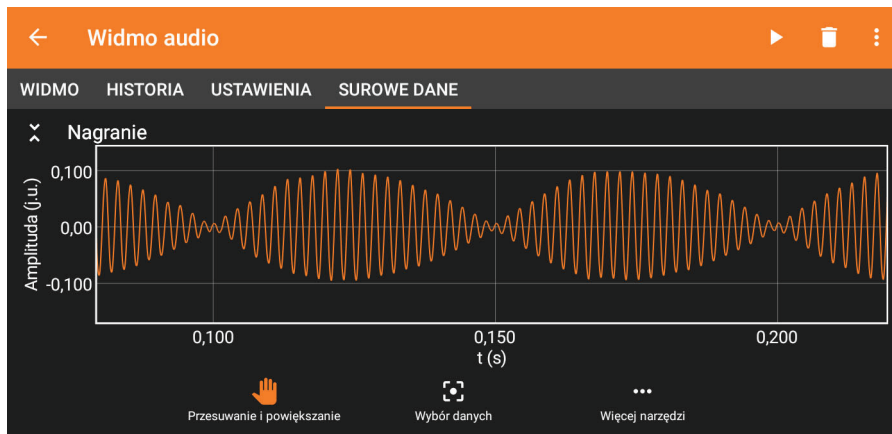 Widmo audio
WIDMO HISTORIA USTAWIENIA SUROWE DANE
Nagranie
Amplituda (j.u.)
0,100
0,00
-0,100
0,100 0,150 0,200
t (s)
Przesuwanie i powiększanie Wybór danych Więcej narzędzi